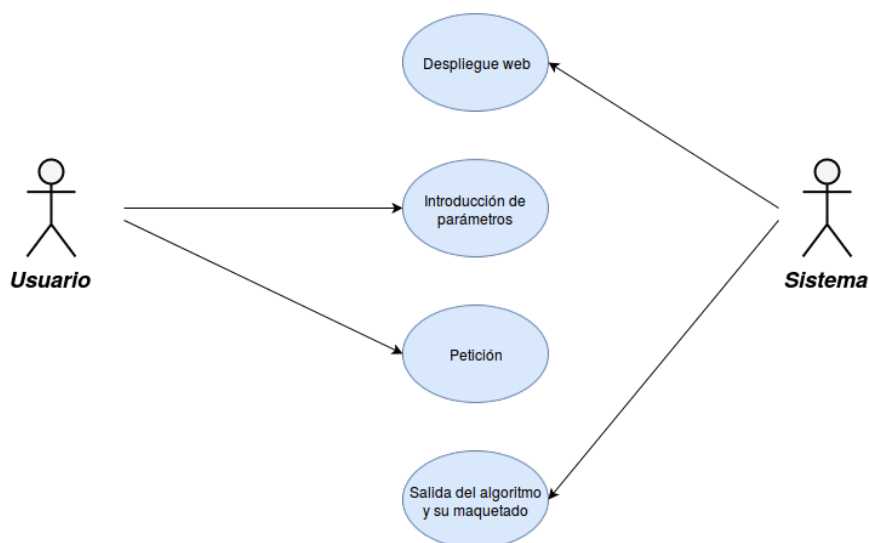 Despliegue web
Introducción de
parámetros
Usuario
Sistema
Petición
Salida del algoritmo
y su maquetado